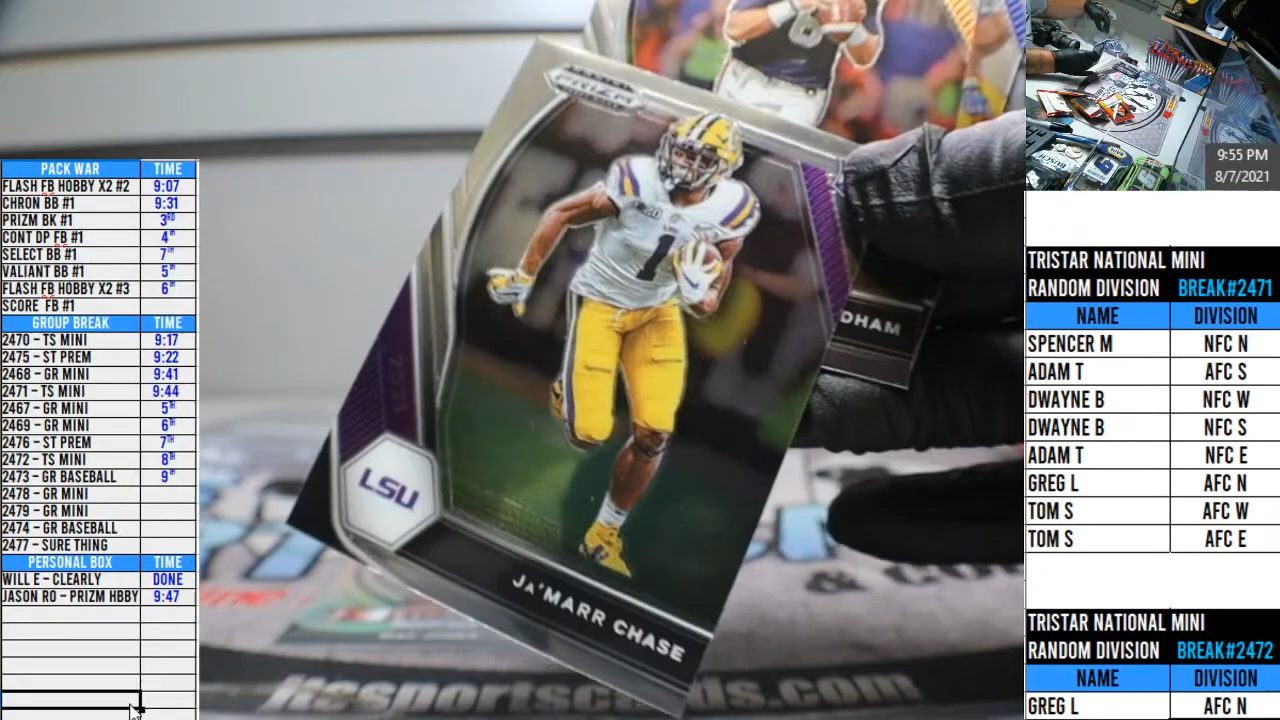 PACK WAR TIME
FLASH FB HOBBY X2 #2 9:07
CHRON BB #1 9:31
PRIZM BK #1 3RD
CONT DP FB #1 4TH
SELECT BB #1 7TH
VALIANT BB #1 5TH
FLASH FB HOBBY X2 #3 6TH
SCORE FB #1
GROUP BREAK TIME
2470 – TS MINI 9:17
2475 – ST PREM 9:22
2468 – GR MINI 9:41
2471 – TS MINI 9:44
2467 – GR MINI 5TH
2469 – GR MINI 6TH
2476 – ST PREM 7TH
2472 – TS MINI 8TH
2473 – GR BASEBALL 9TH
2478 – GR MINI
2479 – GR MINI
2474 – GR BASEBALL
2477 – SURE THING
PERSONAL BOX TIME
WILL E – CLEARLY DONE
JASON RO – PRIZM HBBY 9:47
PRIZM
1
2021
LSU
JA'MARR CHASE
DHAM
& CO
itssportscards.com
9:55 PM
8/7/2021
TRISTAR NATIONAL MINI
RANDOM DIVISION BREAK#2471
NAME DIVISION
SPENCER M NFC N
ADAM T AFC S
DWAYNE B NFC W
DWAYNE B NFC S
ADAM T NFC E
GREG L AFC N
TOM S AFC W
TOM S AFC E
TRISTAR NATIONAL MINI
RANDOM DIVISION BREAK#2472
NAME DIVISION
GREG L AFC N